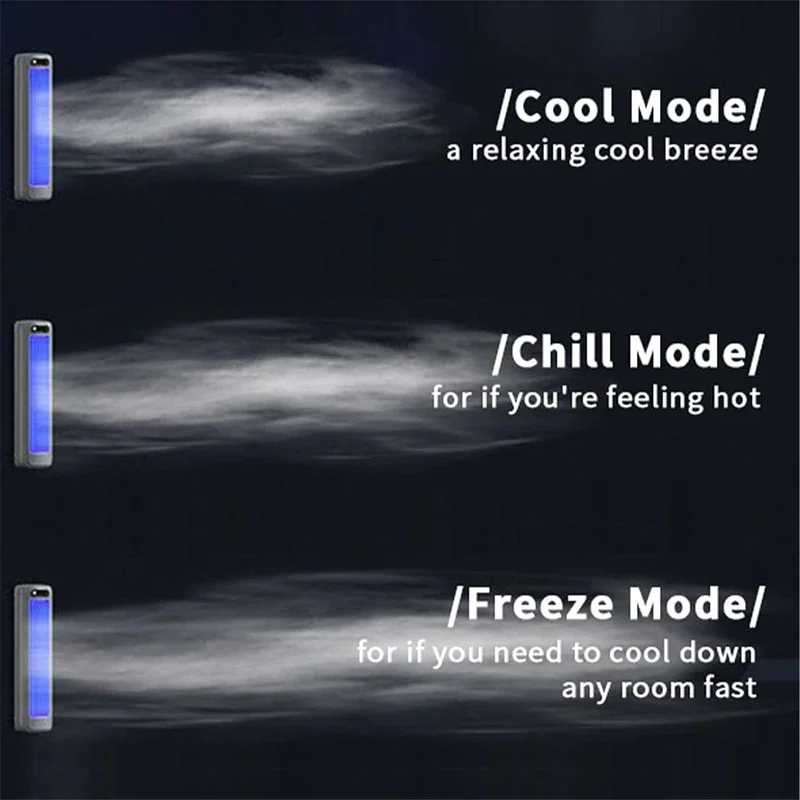 /Cool Mode/
a relaxing cool breeze
/Chill Mode/
for if you're feeling hot
/Freeze Mode/
for if you need to cool down
any room fast